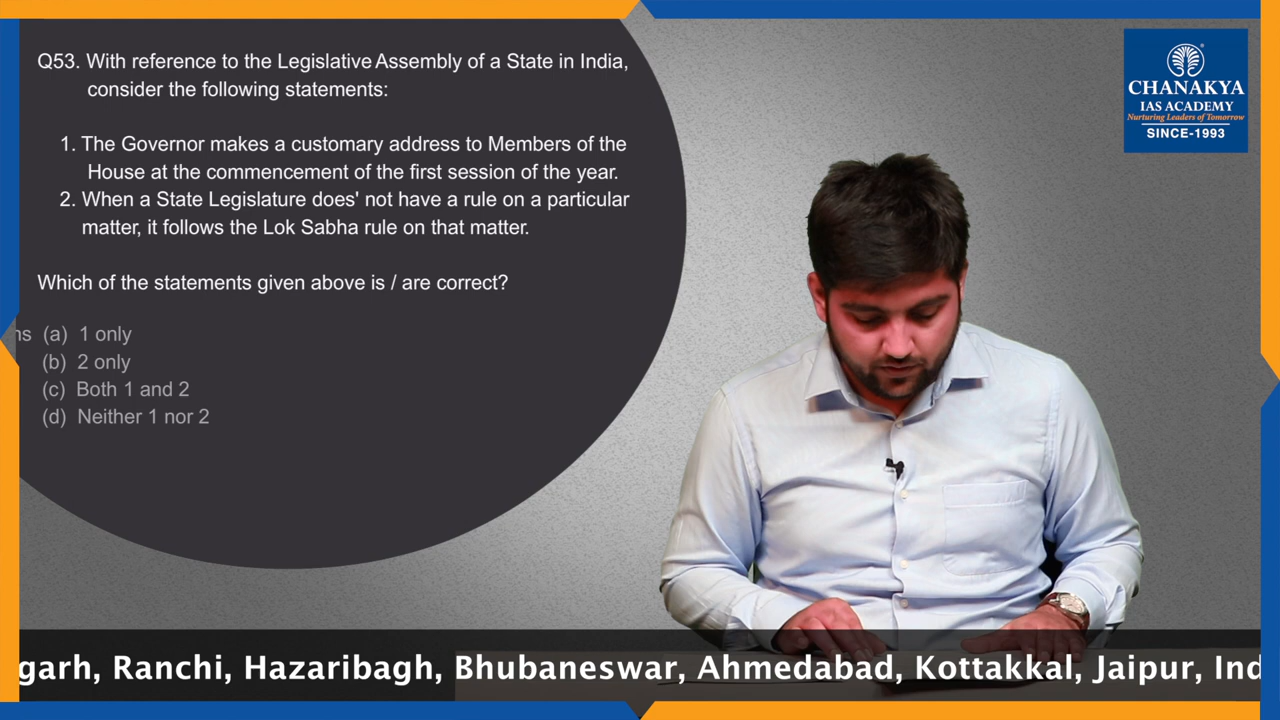 Q53. With reference to the Legislative Assembly of a State in India,
consider the following statements:
1. The Governor makes a customary address to Members of the
House at the commencement of the first session of the year.
2. When a State Legislature does' not have a rule on a particular
matter, it follows the Lok Sabha rule on that matter.
Which of the statements given above is / are correct?
(a) 1 only
(b) 2 only
(c) Both 1 and 2
(d) Neither 1 nor 2
CHANAKYA
IAS ACADEMY
Nurturing Leaders of Tomorrow
SINCE-1993
garh, Ranchi, Hazaribagh, Bhubaneswar, Ahmedabad, Kottakkal, Jaipur, Ind